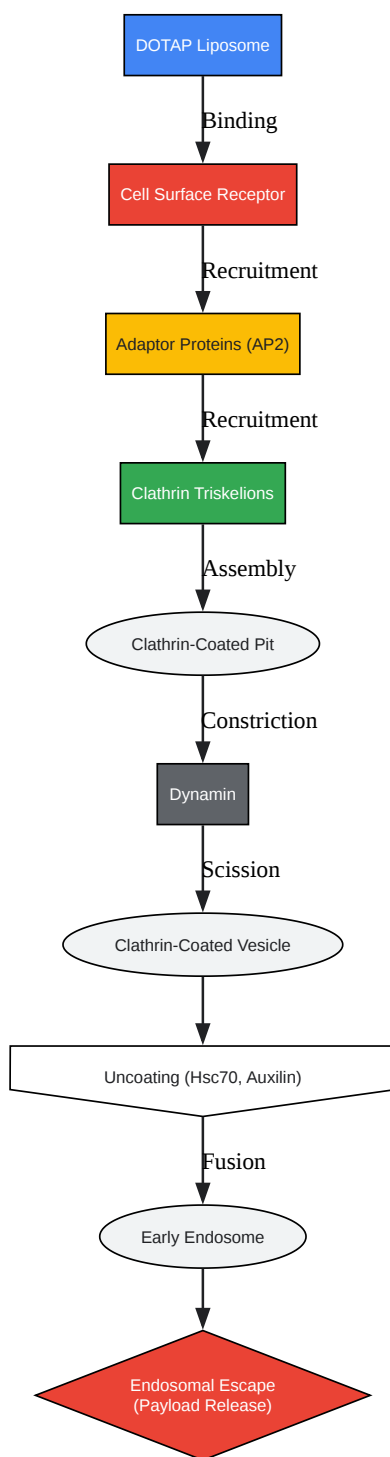 DOTAP Liposome
Binding
Cell Surface Receptor
Recruitment
Adaptor Proteins (AP2)
Recruitment
Clathrin Triskelions
Assembly
Clathrin-Coated Pit
Constriction
Dynamin
Scission
Clathrin-Coated Vesicle
Uncoating (Hsc70, Auxilin)
Fusion
Early Endosome
Endosomal Escape
(Payload Release)